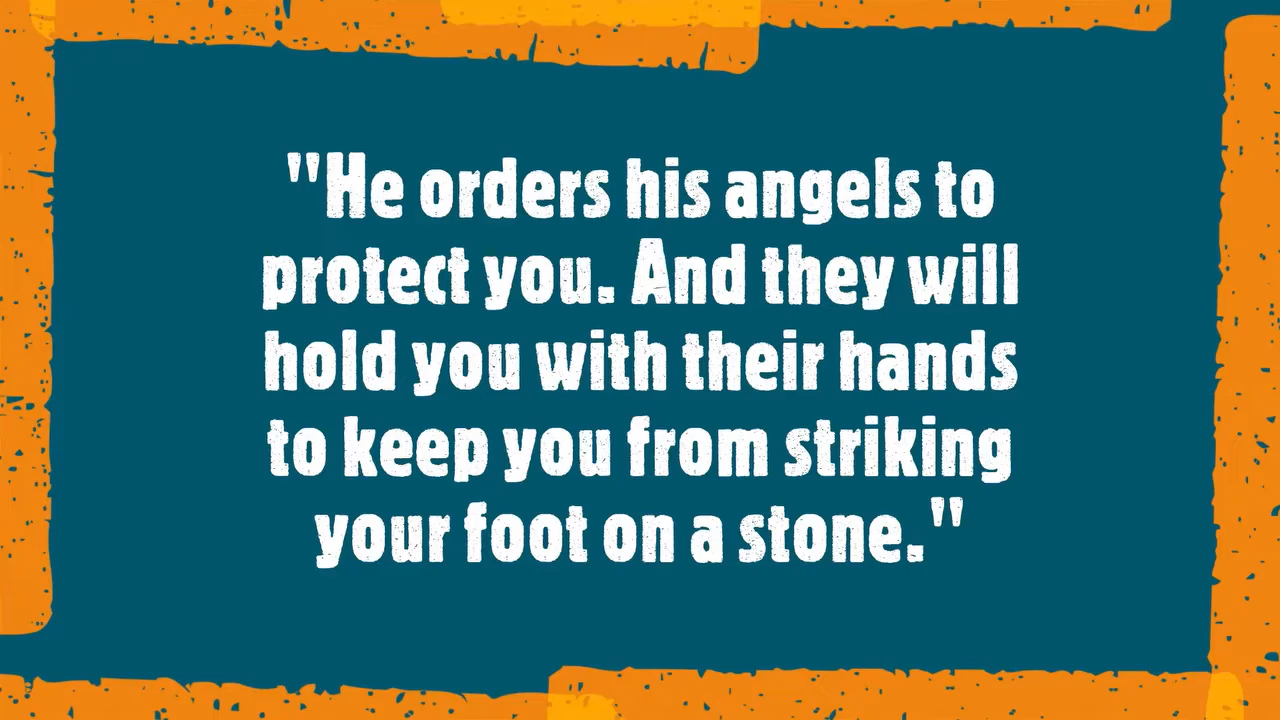 "He orders his angels to
protect you. And they will
hold you with their hands
to keep you from striking
your foot on a stone."